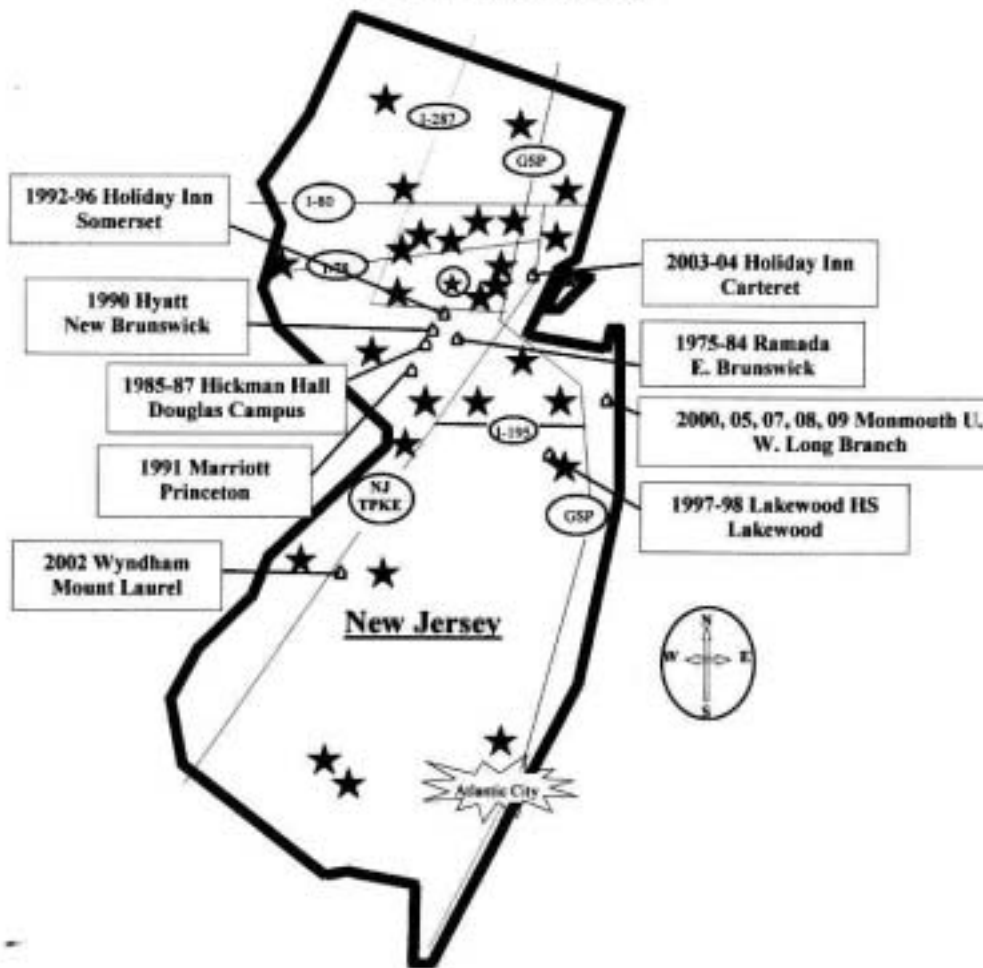 I-287
GSP
1992-96 Holiday Inn
Somerset
I-80
I-78
2003-04 Holiday Inn
Carteret
1990 Hyatt
New Brunswick
1975-84 Ramada
E. Brunswick
1985-87 Hickman Hall
Douglas Campus
2000, 05, 07, 08, 09 Monmouth U.
W. Long Branch
I-195
1991 Marriott
Princeton
NJ
TPKE
GSP
1997-98 Lakewood HS
Lakewood
2002 Wyndham
Mount Laurel
New Jersey
N
W E
S
Atlantic City